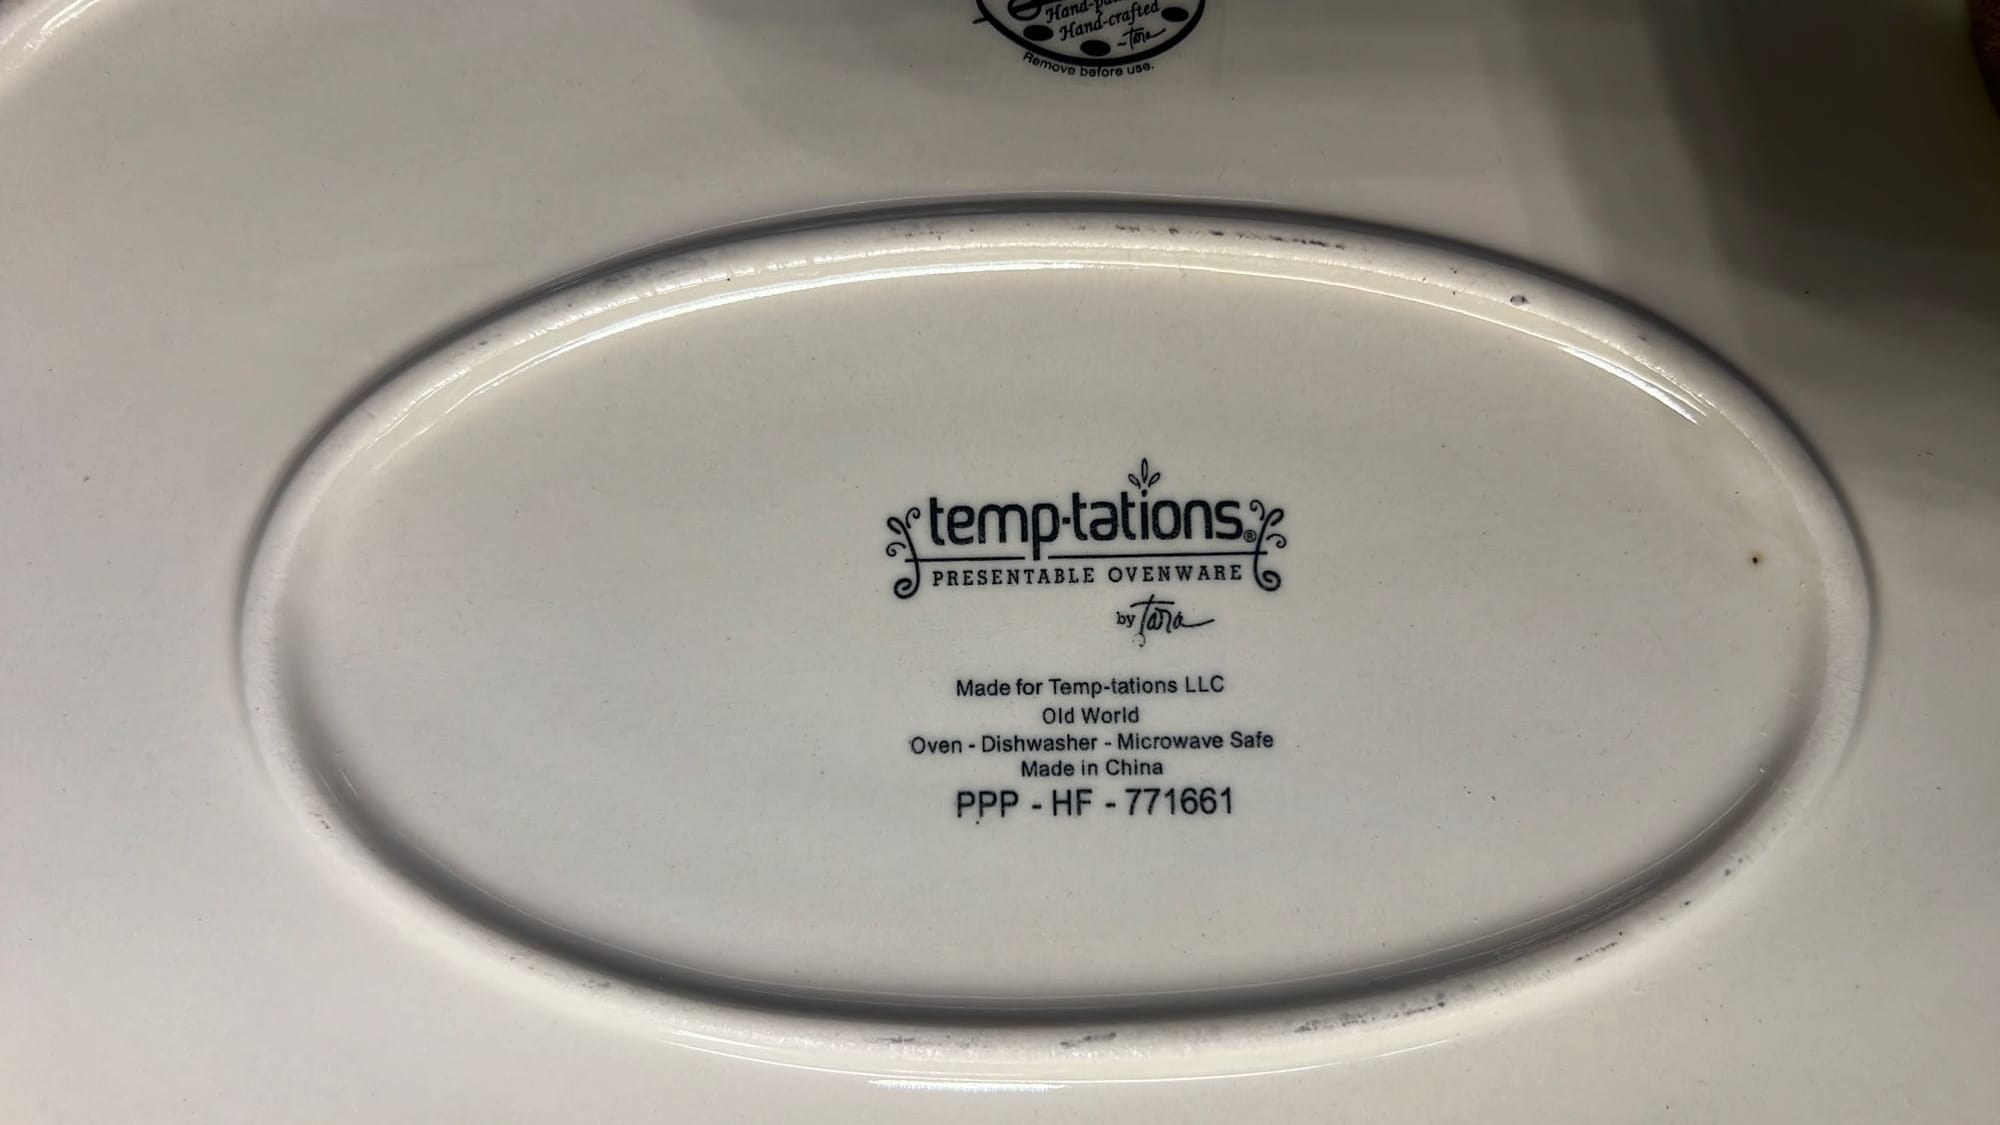 Hand-crafted
~Tara
Remove before use.
temp-tations®
PRESENTABLE OVENWARE
by Tara
Made for Temp-tations LLC
Old World
Oven - Dishwasher - Microwave Safe
Made in China
PPP - HF - 771661